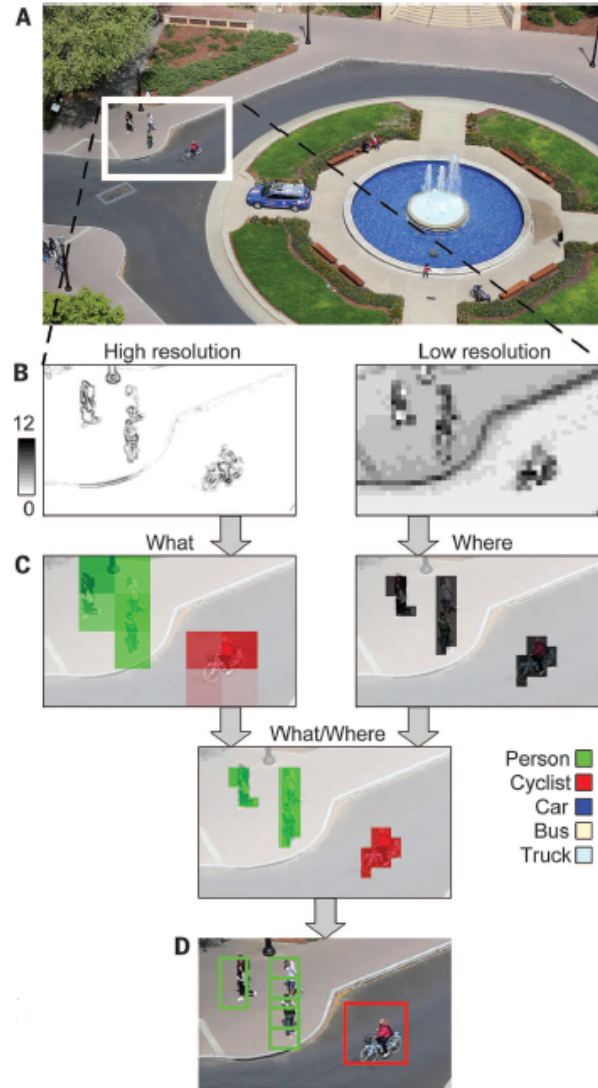 A
High resolution
Low resolution
B
12
0
What
Where
C
What/Where
Person
Cyclist
Car
Bus
Truck
D